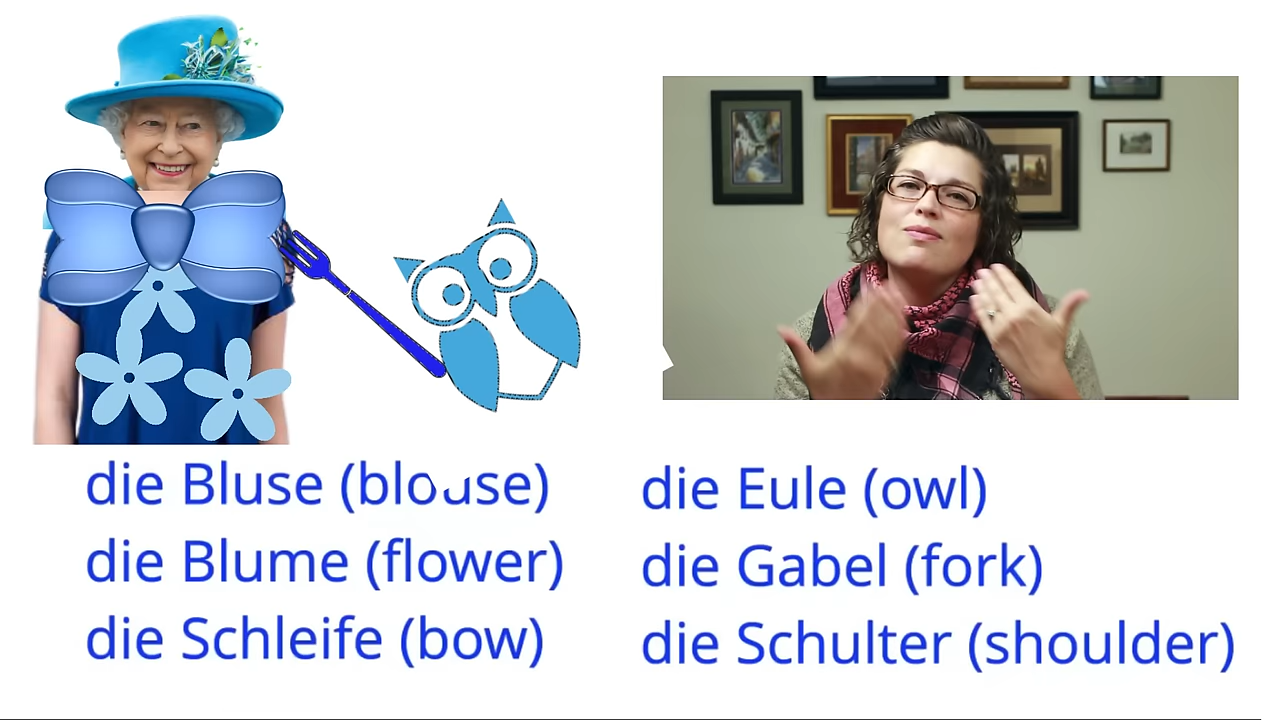 die Bluse (blouse)
die Blume (flower)
die Schleife (bow)
die Eule (owl)
die Gabel (fork)
die Schulter (shoulder)